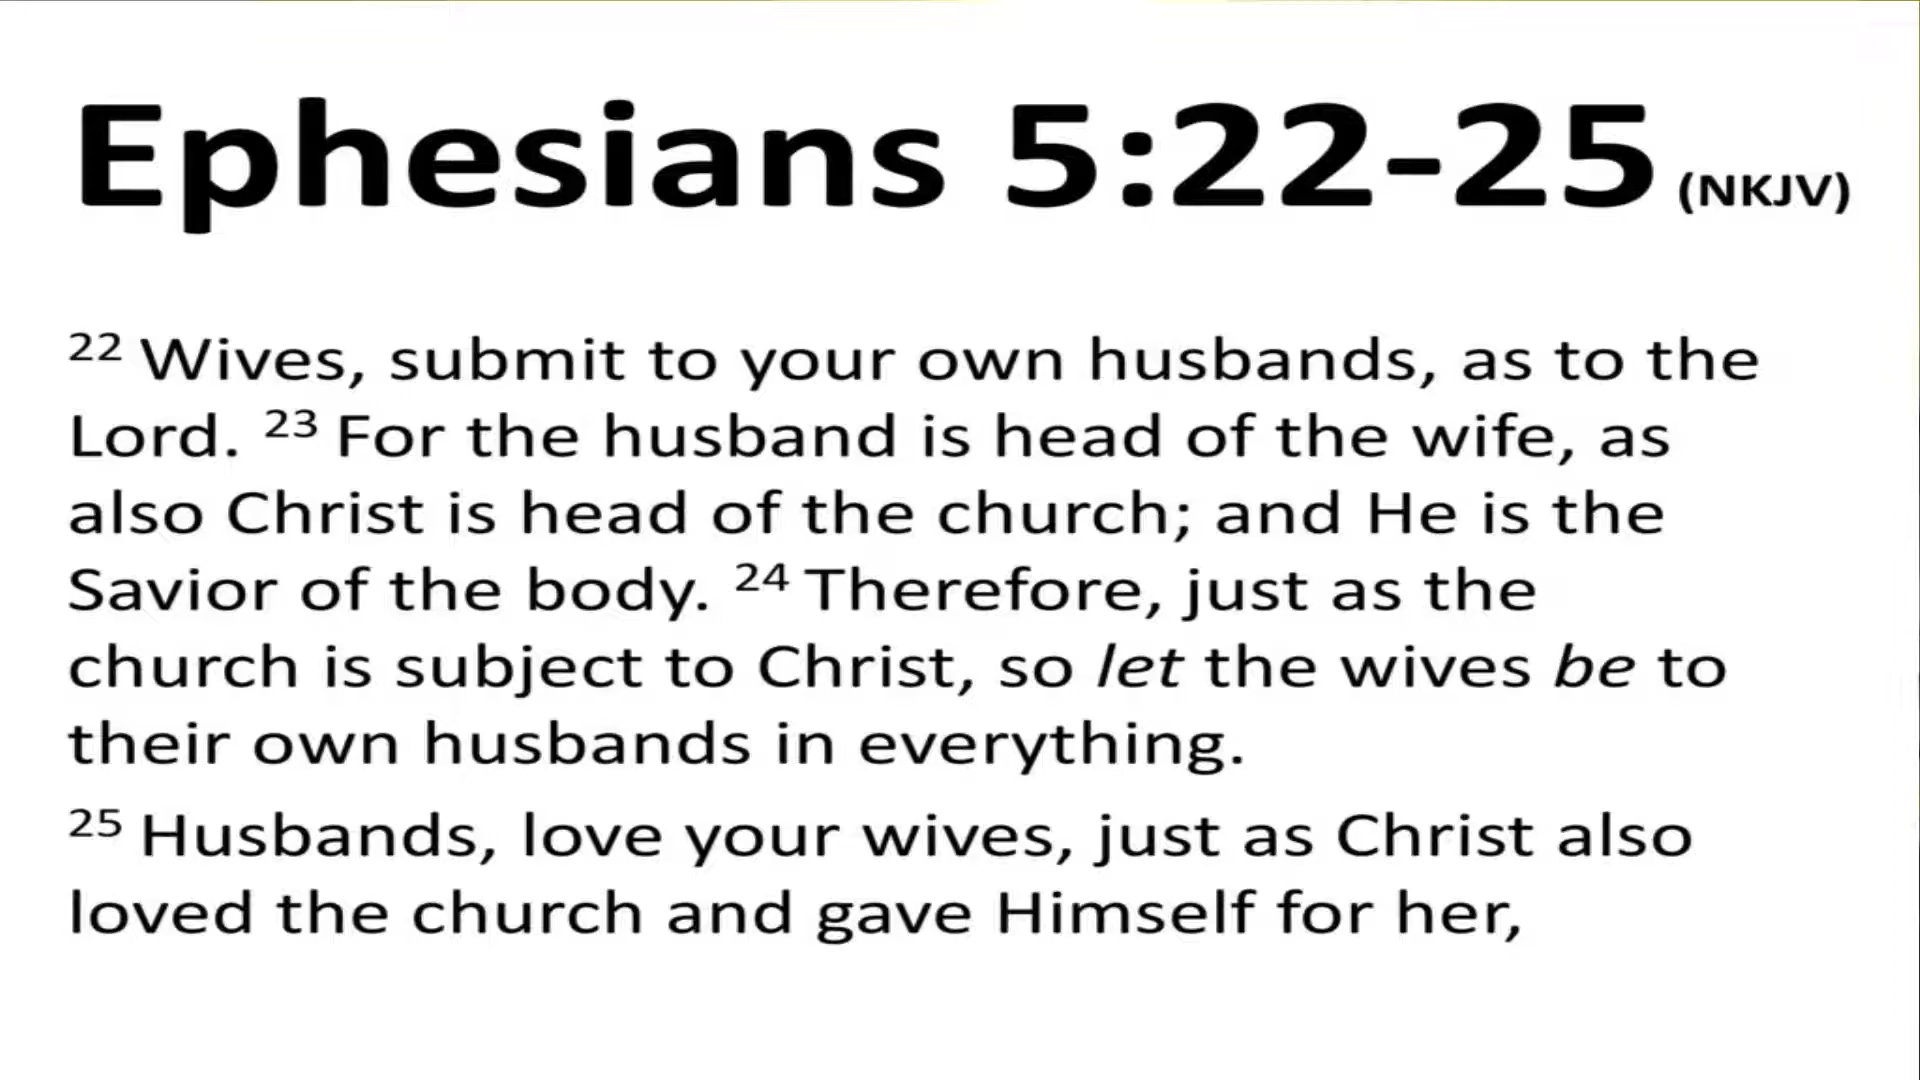 Ephesians 5:22-25 (NKJV)
22 Wives, submit to your own husbands, as to the
Lord. 23 For the husband is head of the wife, as
also Christ is head of the church; and He is the
Savior of the body. 24 Therefore, just as the
church is subject to Christ, so let the wives be to
their own husbands in everything.
25 Husbands, love your wives, just as Christ also
loved the church and gave Himself for her,